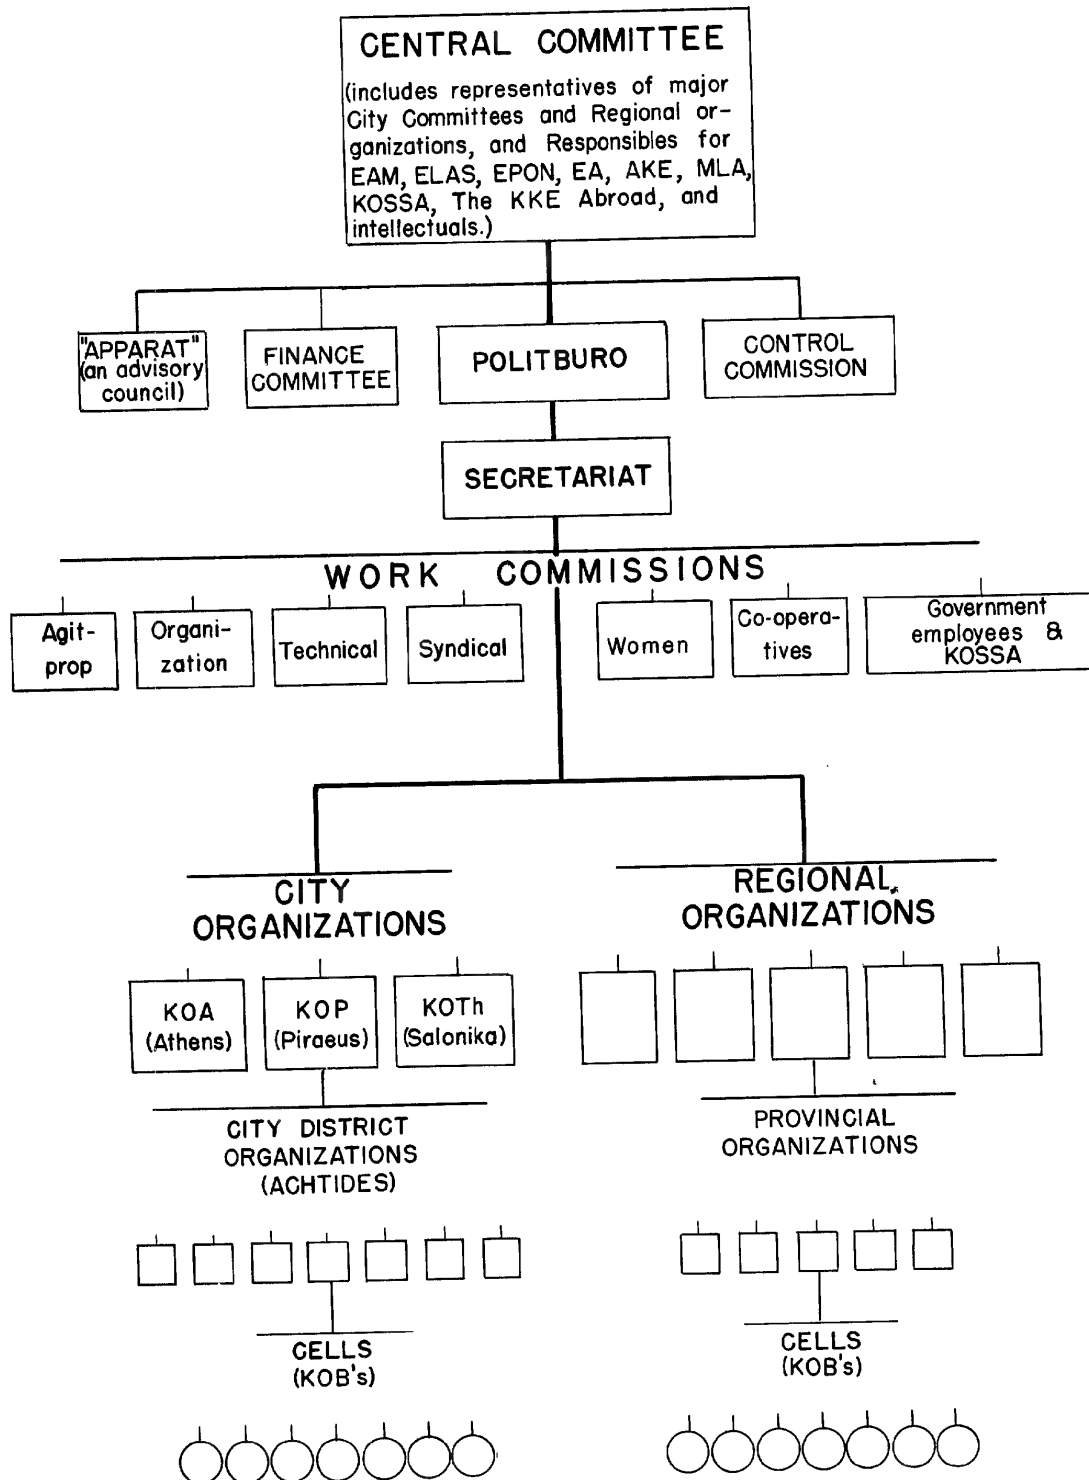 CENTRAL COMMITTEE
(includes representatives of major
City Committees and Regional or-
ganizations, and Responsibles for
EAM, ELAS, EPON, EA, AKE, MLA,
KOSSA, The KKE Abroad, and
intellectuals.)
"APPARAT"
(an advisory
council)
FINANCE
COMMITTEE
POLITBURO
CONTROL
COMMISSION
SECRETARIAT
WORK COMMISSIONS
Agit-
prop
Organi-
zation
Technical
Syndical
Women
Co-opera-
tives
Government
employees &
KOSSA
CITY
ORGANIZATIONS
REGIONAL
ORGANIZATIONS
KOA
(Athens)
KOP
(Piraeus)
KOTh
(Salonika)
CITY DISTRICT
ORGANIZATIONS
(ACHTIDES)
PROVINCIAL
ORGANIZATIONS
CELLS
(KOB's)
CELLS
(KOB's)